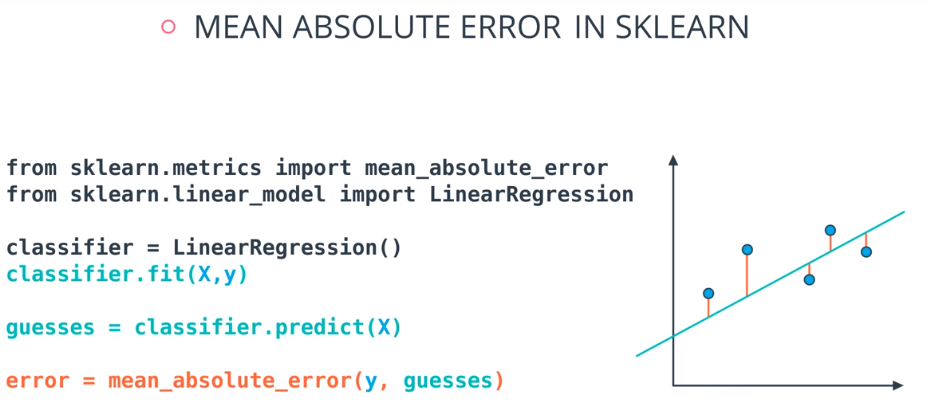 MEAN ABSOLUTE ERROR IN SKLEARN
from sklearn.metrics import mean_absolute_error
from sklearn.linear_model import LinearRegression
classifier = LinearRegression()
classifier.fit(X,y)
guesses = classifier.predict(X)
error = mean_absolute_error(y, guesses)